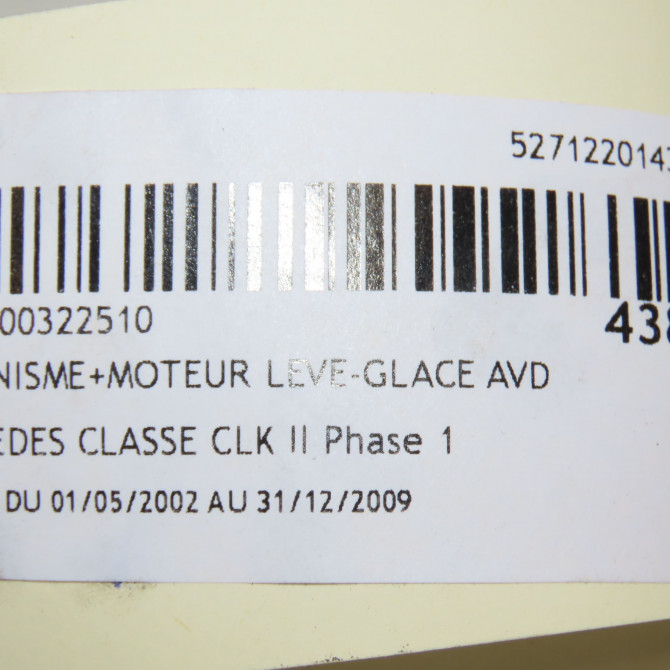 527122014
00322510
438
NISME+MOTEUR LEVE-GLACE AVD
EDES CLASSE CLK II Phase 1
DU 01/05/2002 AU 31/12/2009